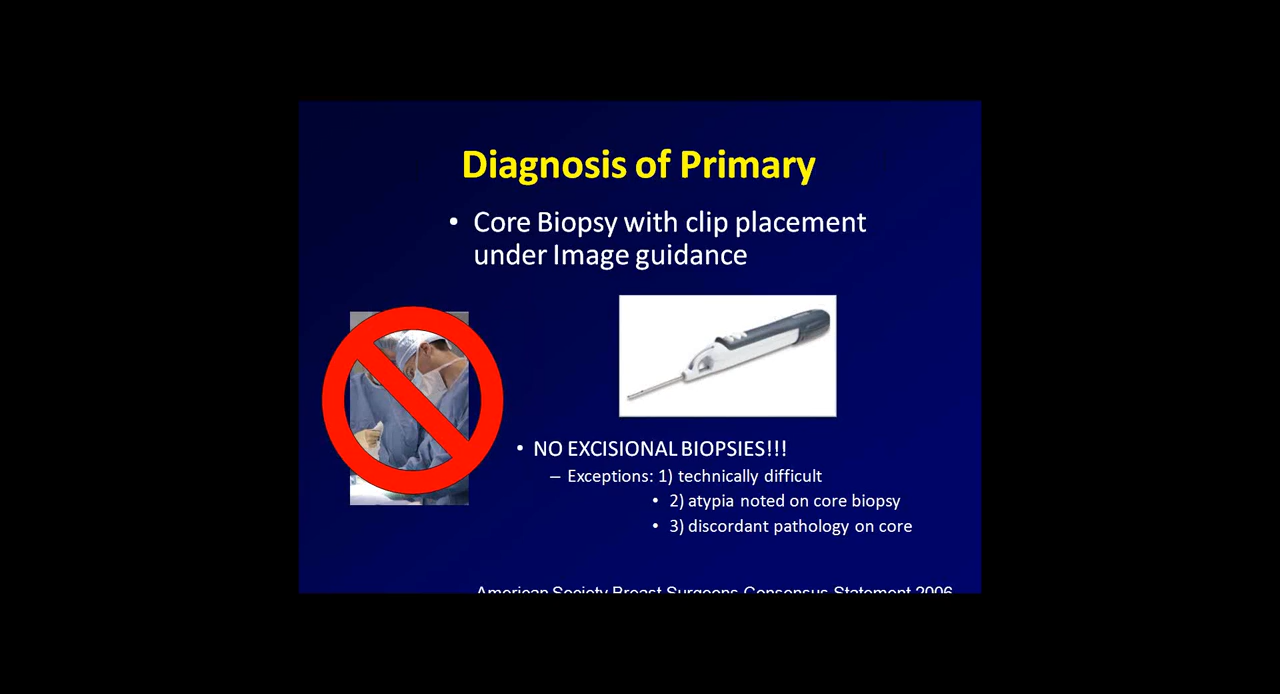 Diagnosis of Primary
• Core Biopsy with clip placement
under Image guidance
• NO EXCISIONAL BIOPSIES!!!
– Exceptions: 1) technically difficult
• 2) atypia noted on core biopsy
• 3) discordant pathology on core
American Society Breast Surgeons Consensus Statement 2006